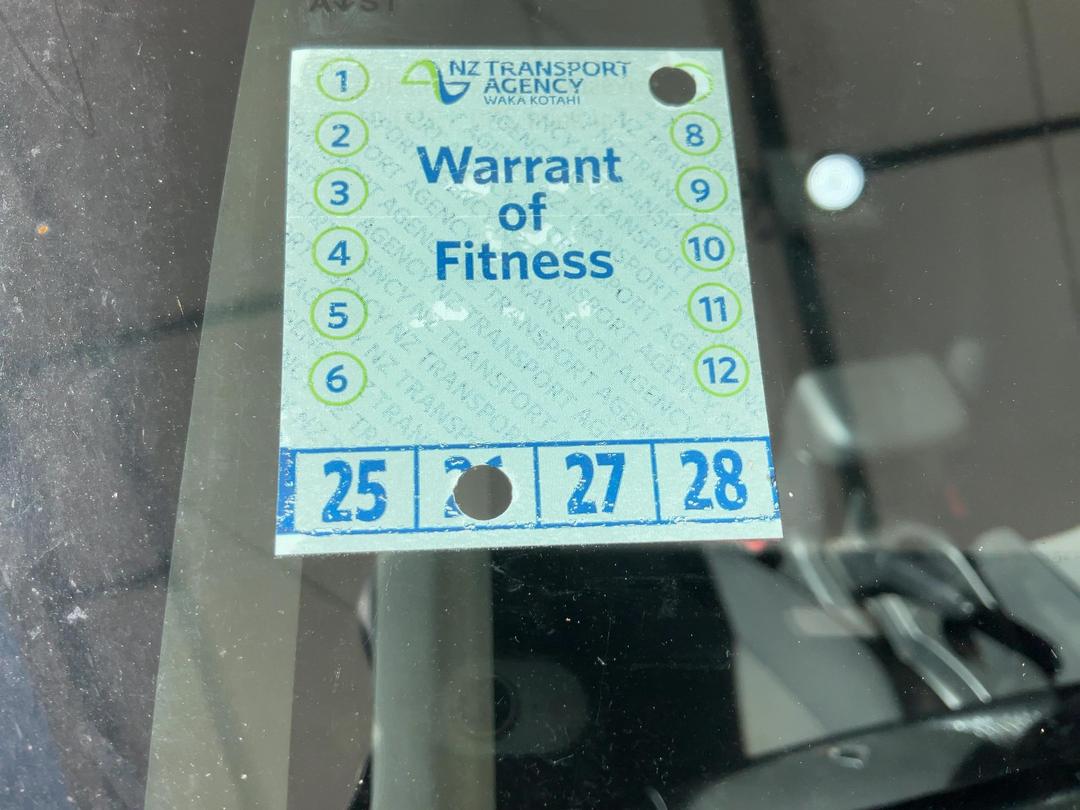 1
NZ TRANSPORT
AGENCY
WAKA KOTAHI
2
8
Warrant
3
9
of
4
10
Fitness
5
11
6
12
25
27
28